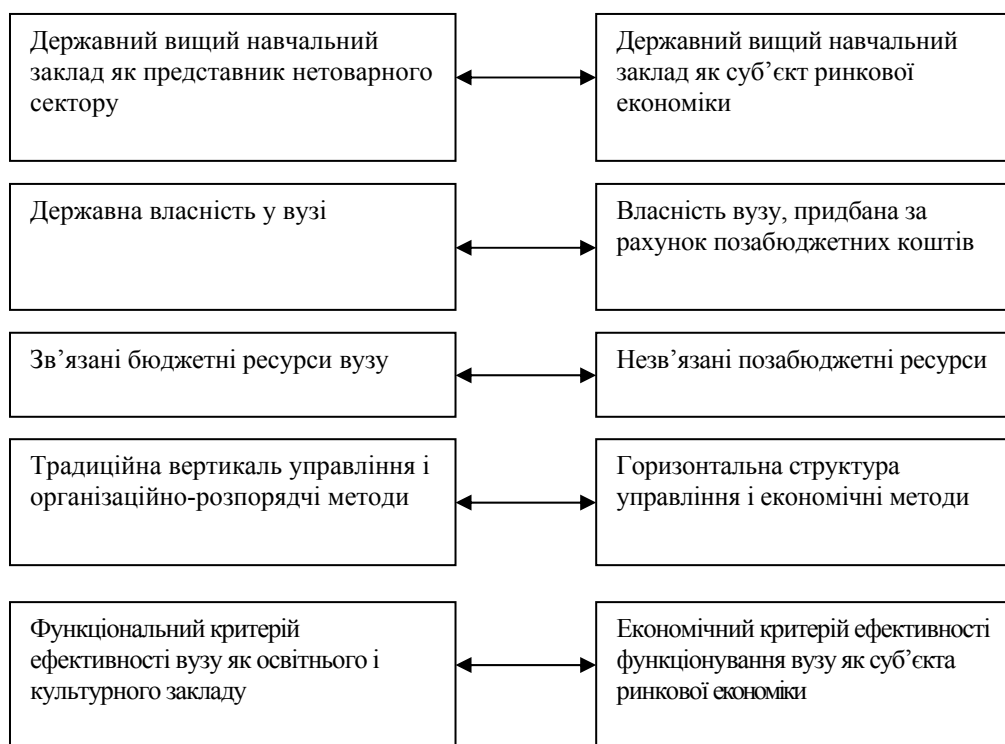 Державний вищий навчальний
заклад як представник нетоварного
сектору
Державний вищий навчальний
заклад як суб’єкт ринкової
економіки
Державна власність у вузі
Власність вузу, придбана за
рахунок позабюджетних коштів
Зв’язані бюджетні ресурси вузу
Незв’язані позабюджетні ресурси
Традиційна вертикаль управління і
організаційно-розпорядчі методи
Горизонтальна структура
управління і економічні методи
Функціональний критерій
ефективності вузу як освітнього і
культурного закладу
Економічний критерій ефективності
функціонування вузу як суб’єкта
ринкової економіки